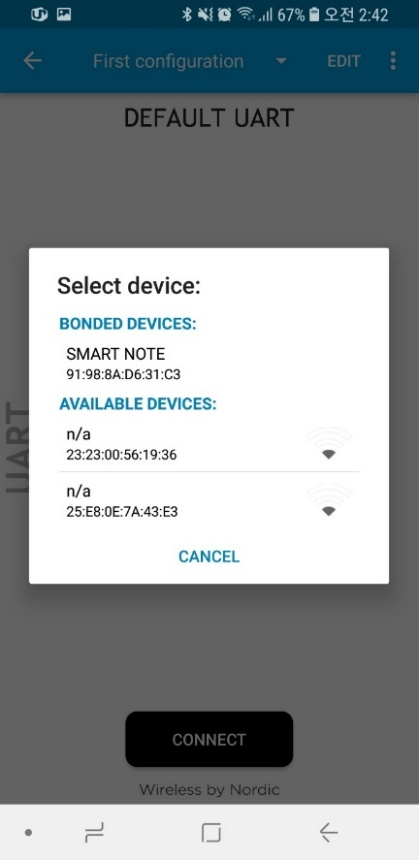 67% 오전 2:42
First configuration
EDIT
DEFAULT UART
UART
Select device:
BONDED DEVICES:
SMART NOTE
91:98:8A:D6:31:C3
AVAILABLE DEVICES:
n/a
23:23:00:56:19:36
n/a
25:E8:0E:7A:43:E3
CANCEL
CONNECT
Wireless by Nordic